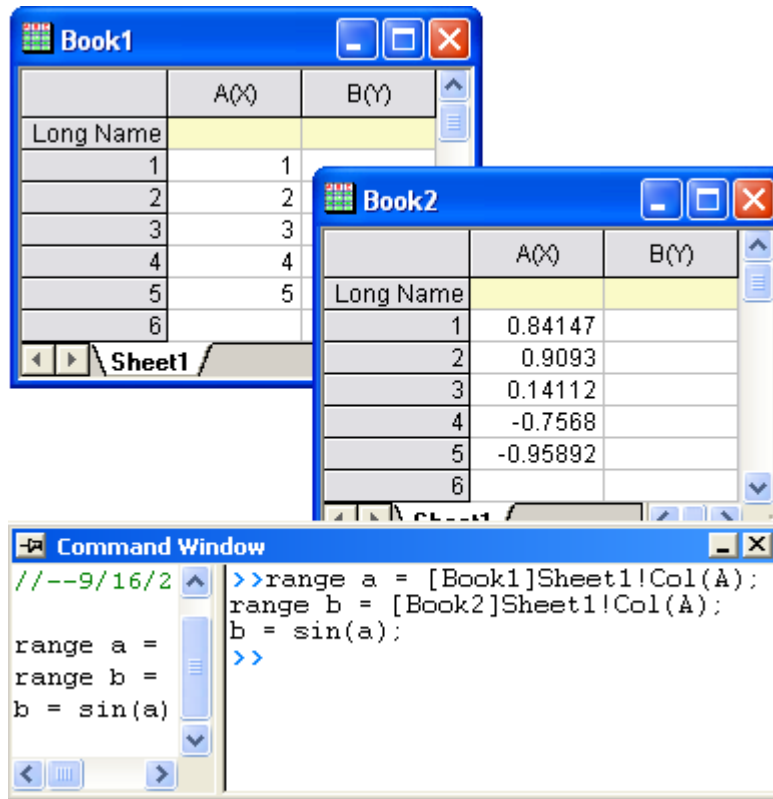 Book1
A(X) B(Y)
Long Name
1 1
2 2
3 3
4 4
5 5
6
Sheet1
Book2
A(X) B(Y)
Long Name
1 0.84147
2 0.9093
3 0.14112
4 -0.7568
5 -0.95892
6
Sheet1
Command Window
//--9/16/2
range a =
range b =
b = sin(a)
>>range a = [Book1]Sheet1!Col(A);
range b = [Book2]Sheet1!Col(A);
b = sin(a);
>>